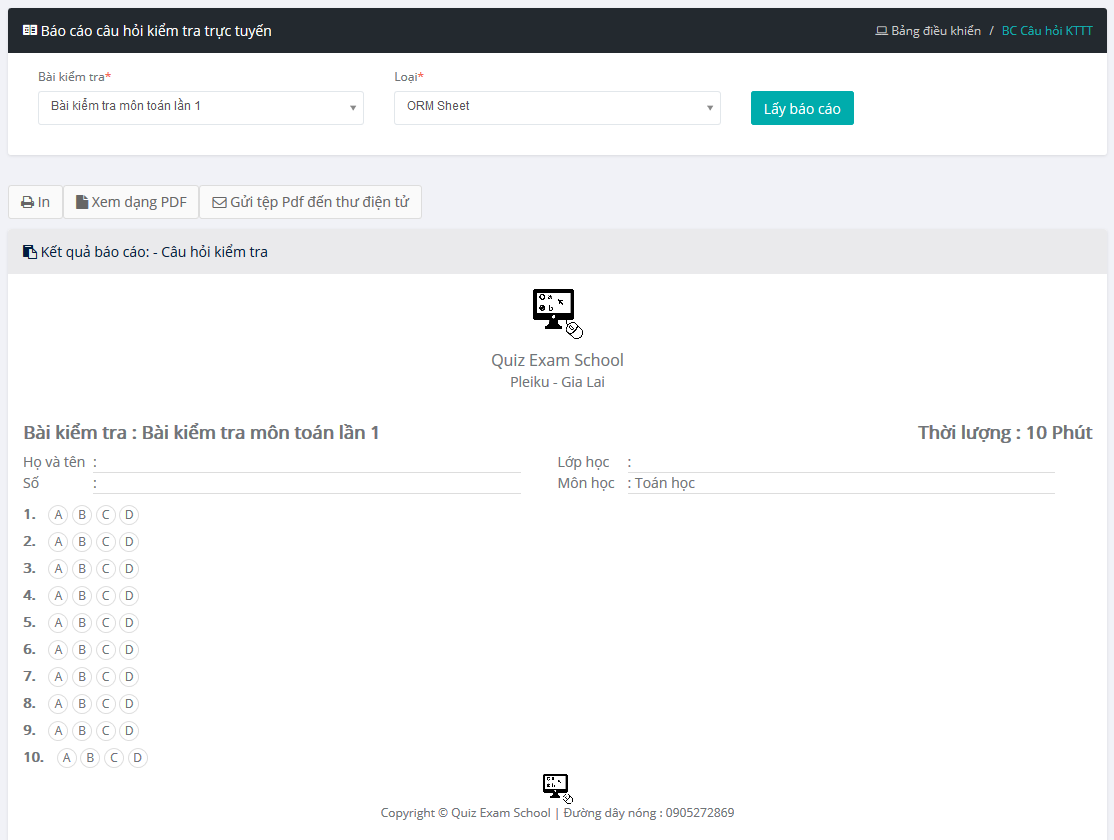 Báo cáo câu hỏi kiểm tra trực tuyến
Bảng điều khiển / BC Câu hỏi KTTT
Bài kiểm tra* Loại*
Bài kiểm tra môn toán lần 1 ORM Sheet Lấy báo cáo
In Xem dạng PDF Gửi tệp Pdf đến thư điện tử
Kết quả báo cáo: - Câu hỏi kiểm tra
Quiz Exam School
Pleiku - Gia Lai
Bài kiểm tra : Bài kiểm tra môn toán lần 1 Thời lượng : 10 Phút
Họ và tên : Lớp học :
Số : Môn học : Toán học
1. A B C D
2. A B C D
3. A B C D
4. A B C D
5. A B C D
6. A B C D
7. A B C D
8. A B C D
9. A B C D
10. A B C D
Copyright © Quiz Exam School | Đường dây nóng : 0905272869